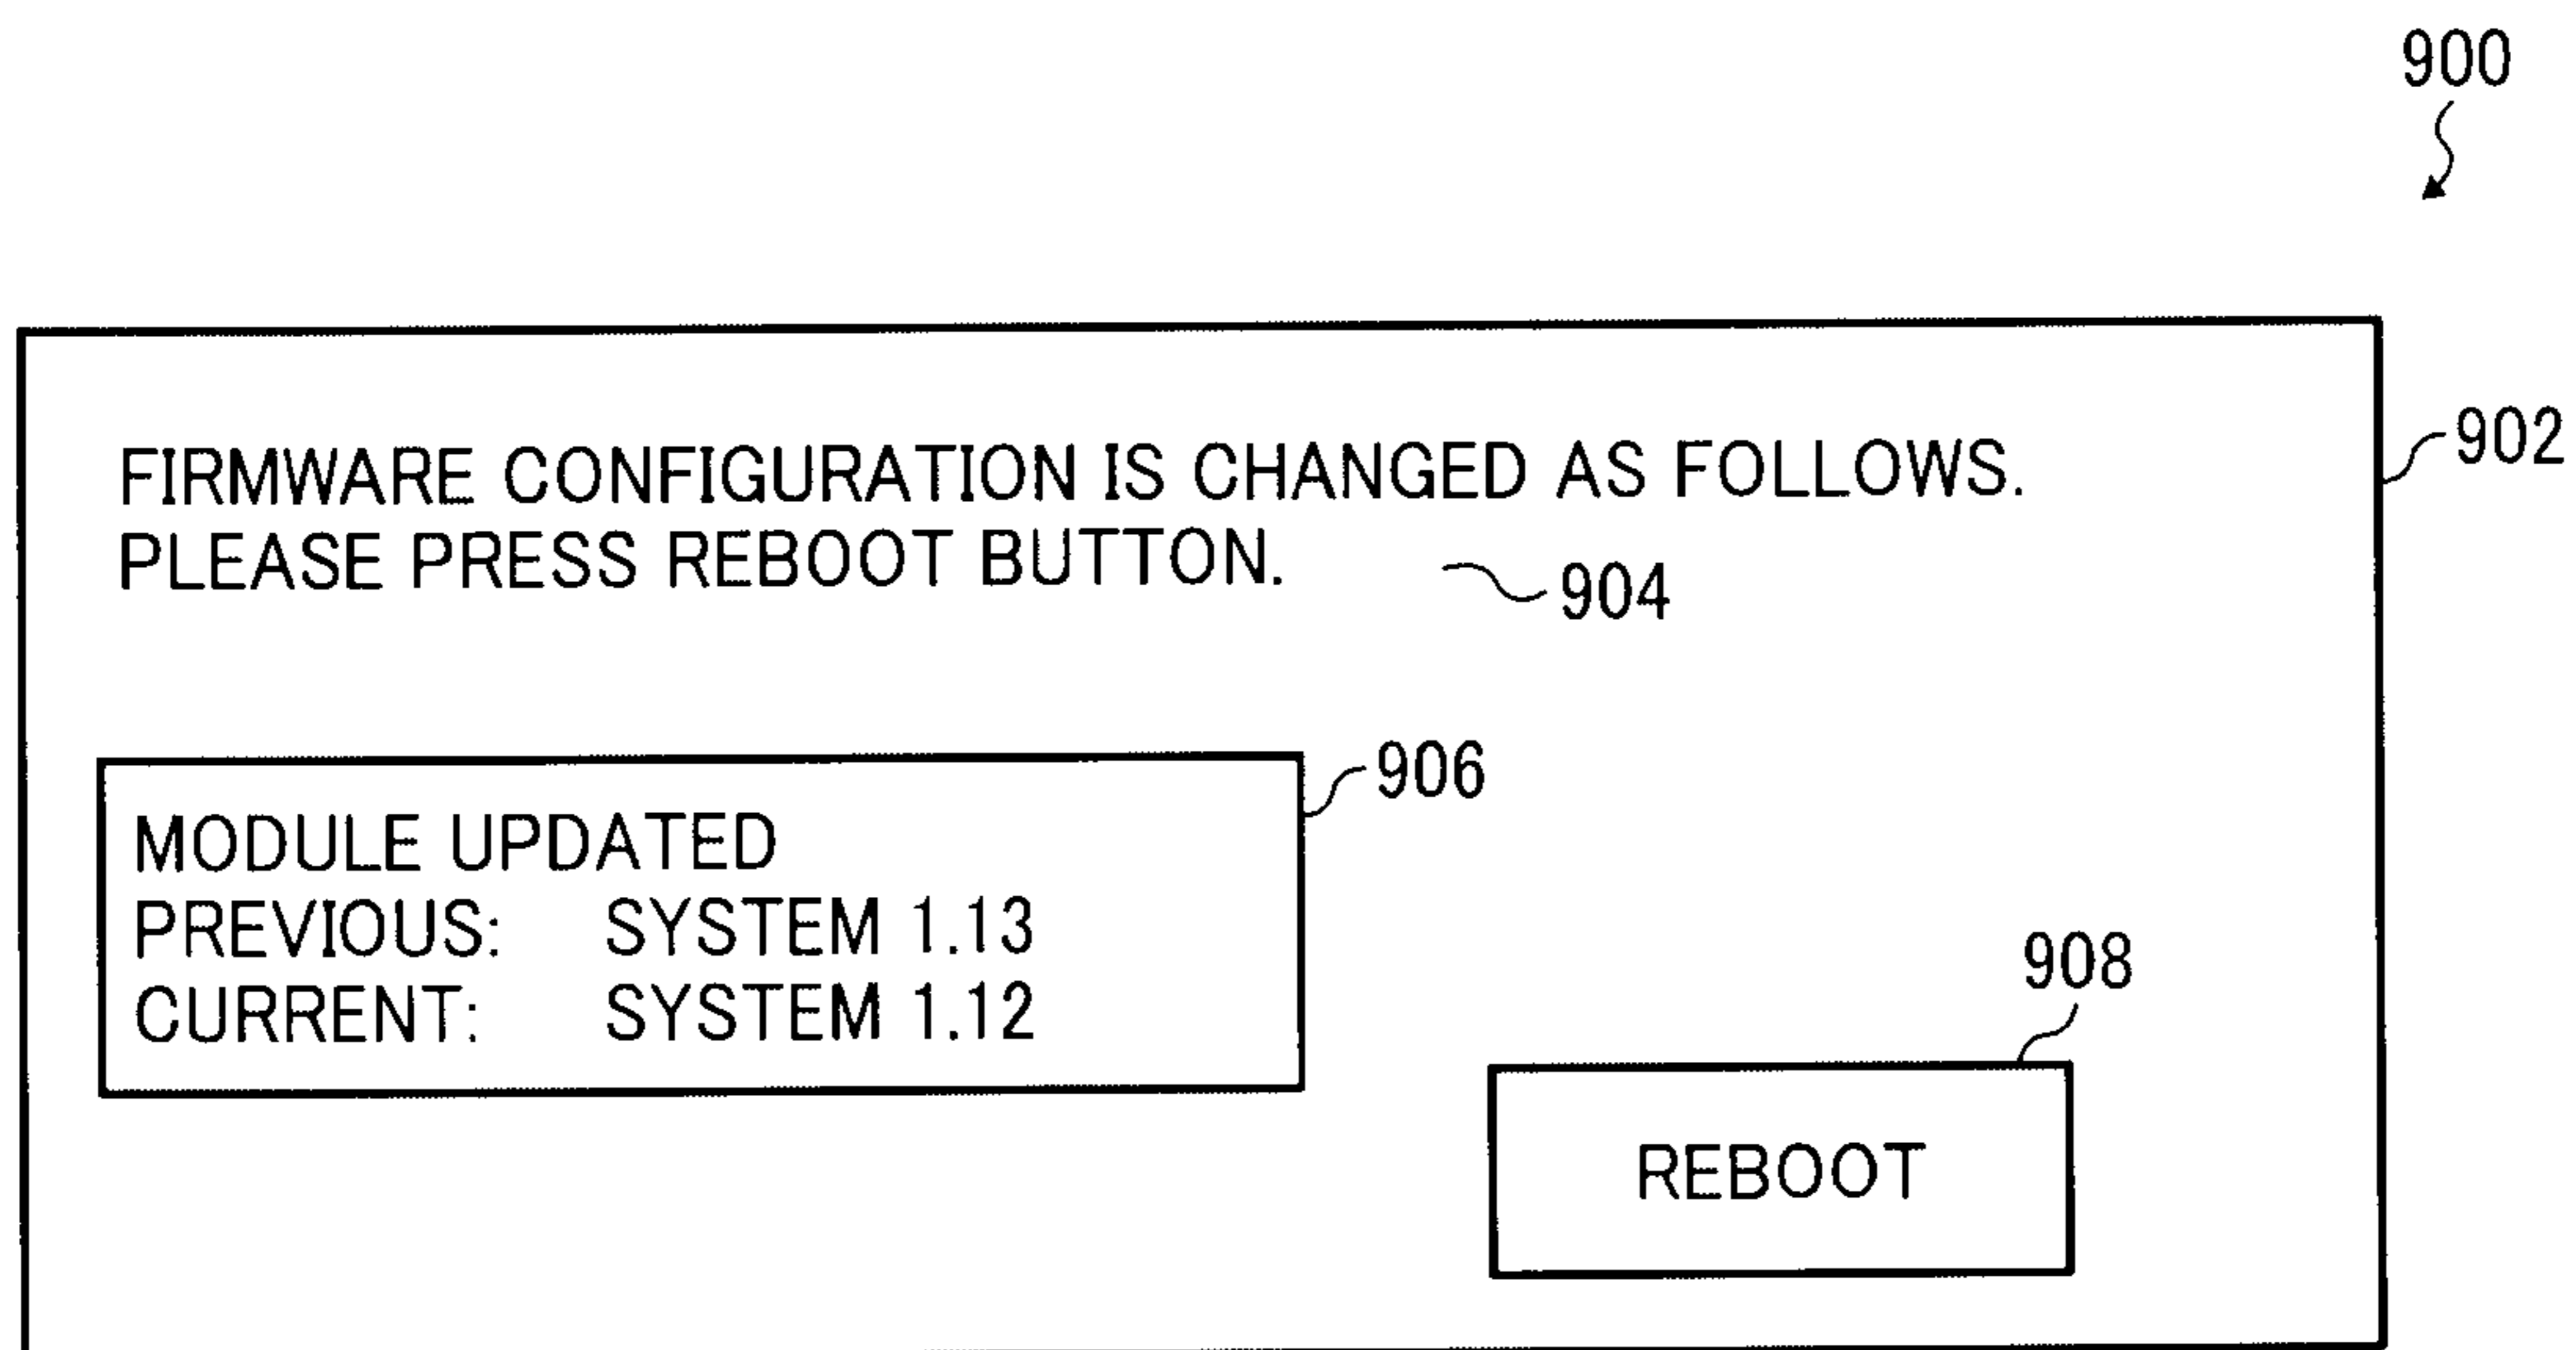 900
902
FIRMWARE CONFIGURATION IS CHANGED AS FOLLOWS.
PLEASE PRESS REBOOT BUTTON.
904
906
MODULE UPDATED
PREVIOUS: SYSTEM 1.13
CURRENT: SYSTEM 1.12
908
REBOOT